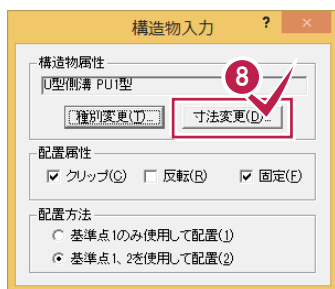 構造物入力 ? ×
構造物属性
U型側溝 PU1型
8
種別変更(T)... 寸法変更(D)...
配置属性
クリップ(C) 反転(R) 固定(F)
配置方法
基準点1のみ使用して配置(1)
基準点1、2を使用して配置(2)